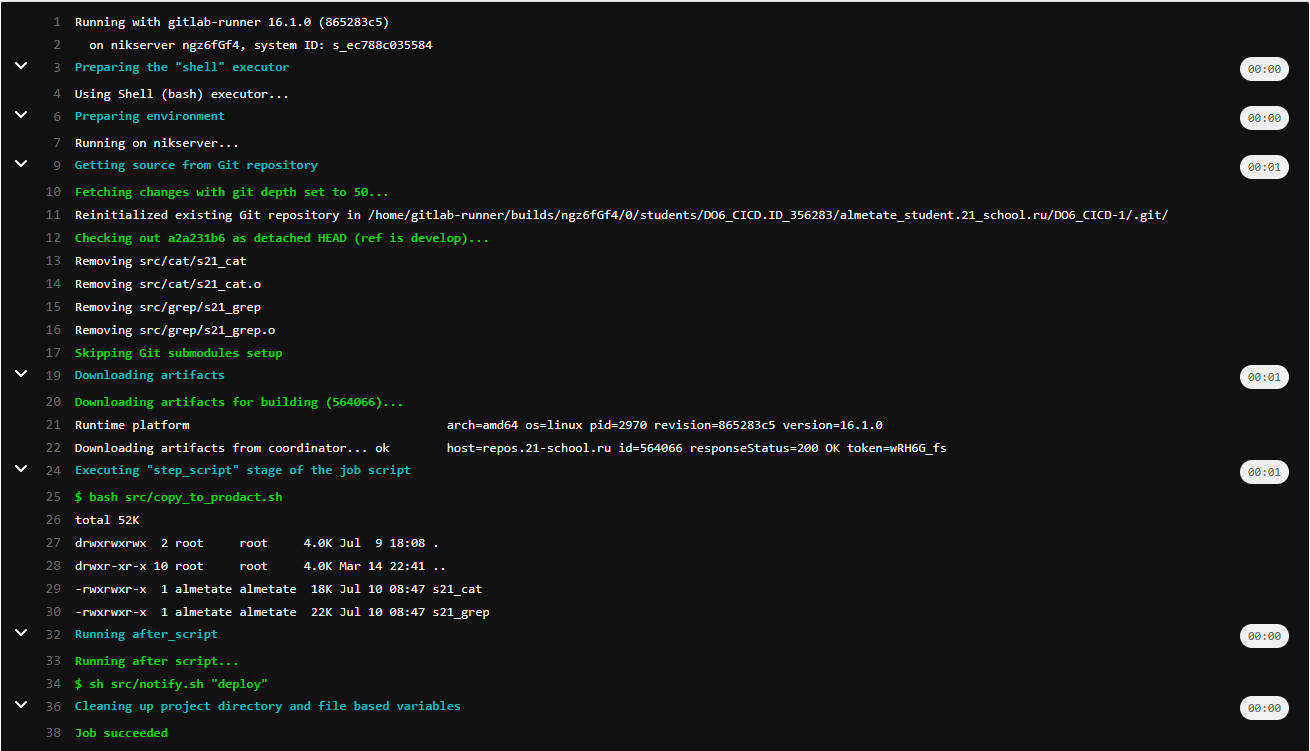 1 Running with gitlab-runner 16.1.0 (865283c5)
2 on nikserver ngz6fGf4, system ID: s_ec788c035584
3 Preparing the "shell" executor 00:00
4 Using Shell (bash) executor...
6 Preparing environment 00:00
7 Running on nikserver...
9 Getting source from Git repository 00:01
10 Fetching changes with git depth set to 50...
11 Reinitialized existing Git repository in /home/gitlab-runner/builds/ngz6fGf4/0/students/DO6_CICD.ID_356283/almetate_student.21_school.ru/DO6_CICD-1/.git/
12 Checking out a2a231b6 as detached HEAD (ref is develop)...
13 Removing src/cat/s21_cat
14 Removing src/cat/s21_cat.o
15 Removing src/grep/s21_grep
16 Removing src/grep/s21_grep.o
17 Skipping Git submodules setup
19 Downloading artifacts 00:01
20 Downloading artifacts for building (564066)...
21 Runtime platform arch=amd64 os=linux pid=2970 revision=865283c5 version=16.1.0
22 Downloading artifacts from coordinator... ok host=repos.21-school.ru id=564066 responseStatus=200 OK token=wRH6G_fs
24 Executing "step_script" stage of the job script 00:01
25 $ bash src/copy_to_prodact.sh
26 total 52K
27 drwxrwxrwx 2 root root 4.0K Jul 9 18:08 .
28 drwxr-xr-x 10 root root 4.0K Mar 14 22:41 ..
29 -rwxrwxr-x 1 almetate almetate 18K Jul 10 08:47 s21_cat
30 -rwxrwxr-x 1 almetate almetate 22K Jul 10 08:47 s21_grep
32 Running after_script 00:00
33 Running after script...
34 $ sh src/notify.sh "deploy"
36 Cleaning up project directory and file based variables 00:00
38 Job succeeded